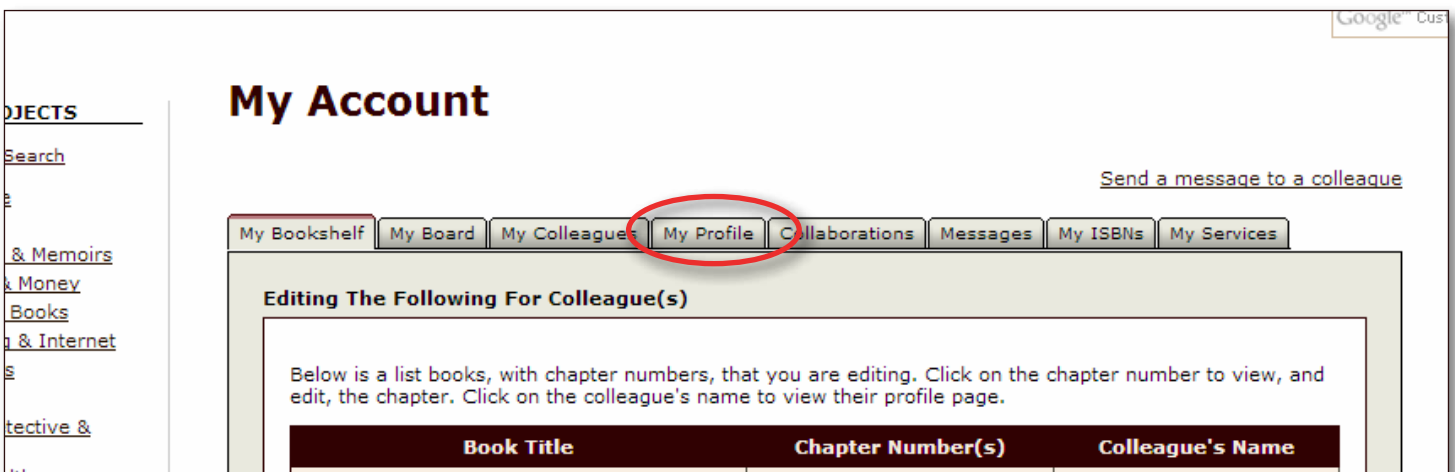 Google™ Cus
My Account
OJECTS
Search
Send a message to a colleague
My Bookshelf My Board My Colleagues My Profile Collaborations Messages My ISBNs My Services
& Memoirs
& Money
Books
& Internet
s
tective &
Editing The Following For Colleague(s)
Below is a list books, with chapter numbers, that you are editing. Click on the chapter number to view, and
edit, the chapter. Click on the colleague's name to view their profile page.
Book Title Chapter Number(s) Colleague's Name